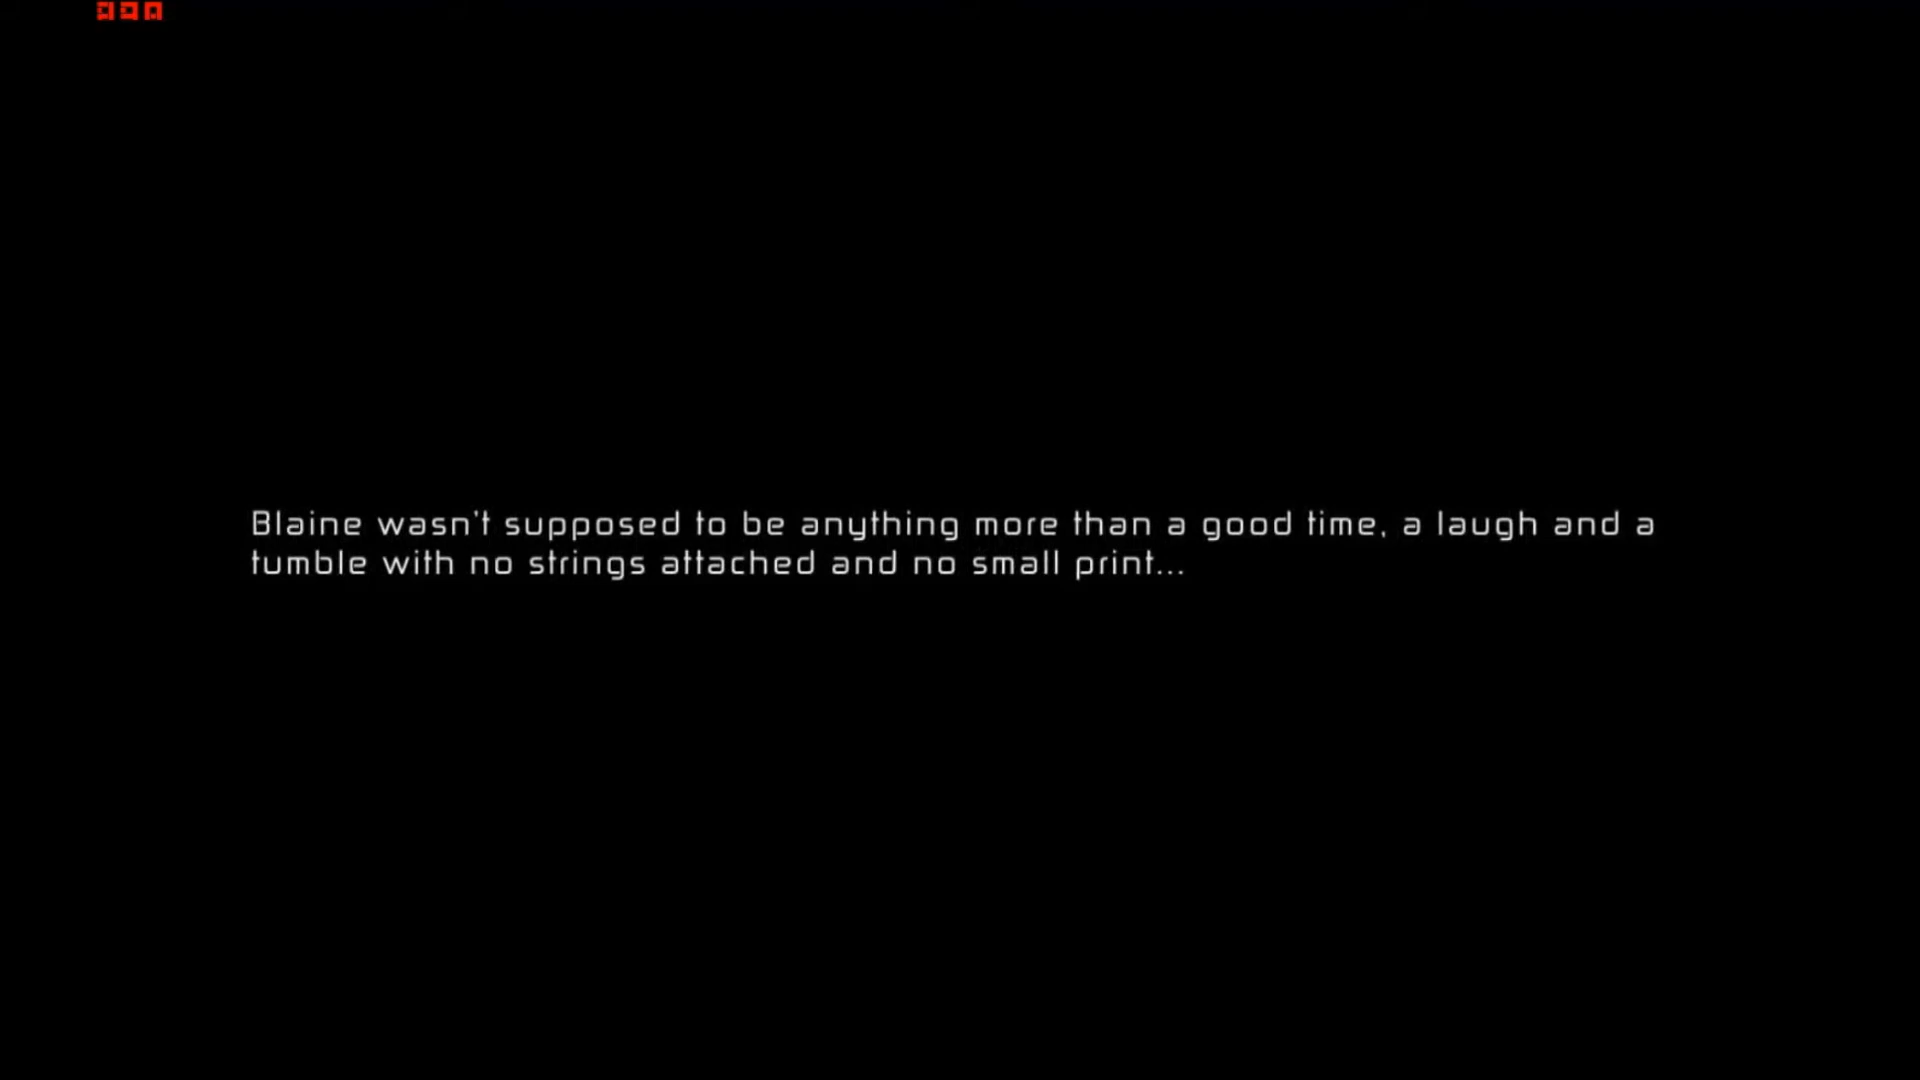 Blaine wasn't supposed to be anything more than a good time, a laugh and a
tumble with no strings attached and no small print...